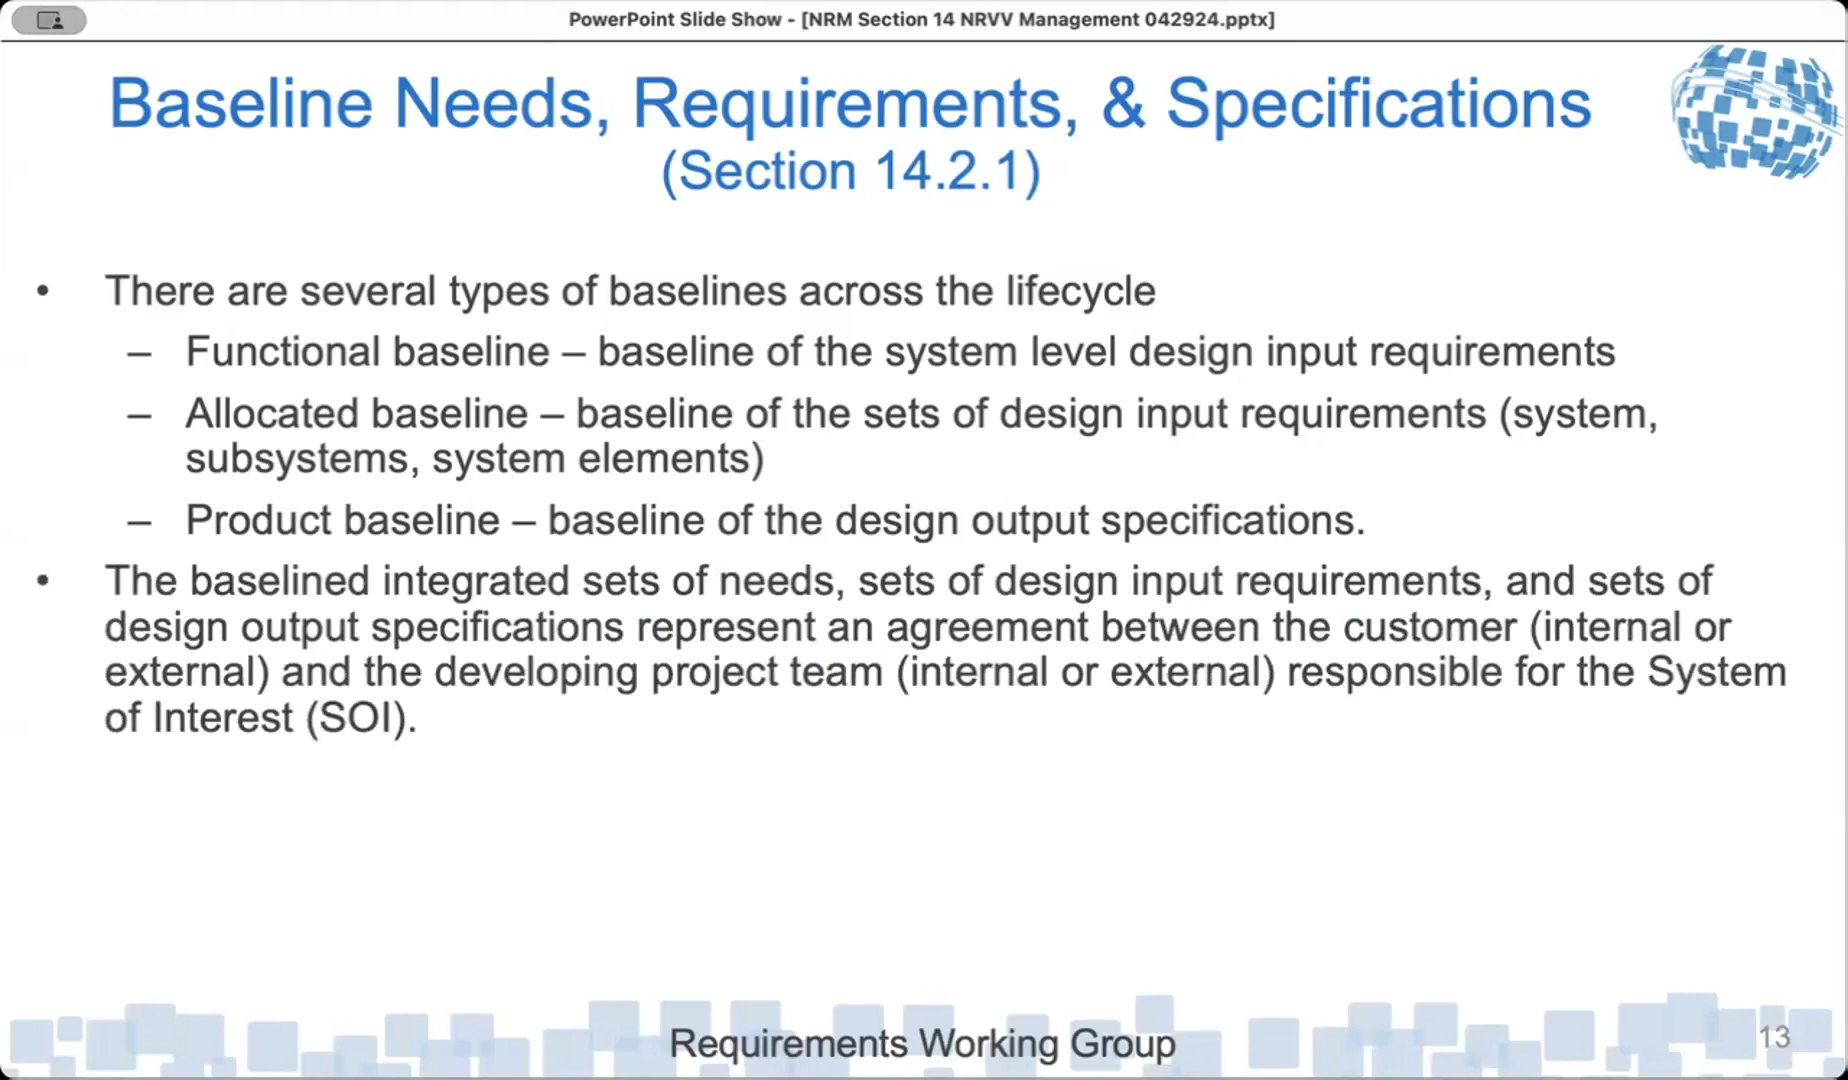 PowerPoint Slide Show - [NRM Section 14 NRVV Management 042924.pptx]
Baseline Needs, Requirements, & Specifications
(Section 14.2.1)
• There are several types of baselines across the lifecycle
– Functional baseline – baseline of the system level design input requirements
– Allocated baseline – baseline of the sets of design input requirements (system,
subsystems, system elements)
– Product baseline – baseline of the design output specifications.
• The baselined integrated sets of needs, sets of design input requirements, and sets of
design output specifications represent an agreement between the customer (internal or
external) and the developing project team (internal or external) responsible for the System
of Interest (SOI).
Requirements Working Group
13